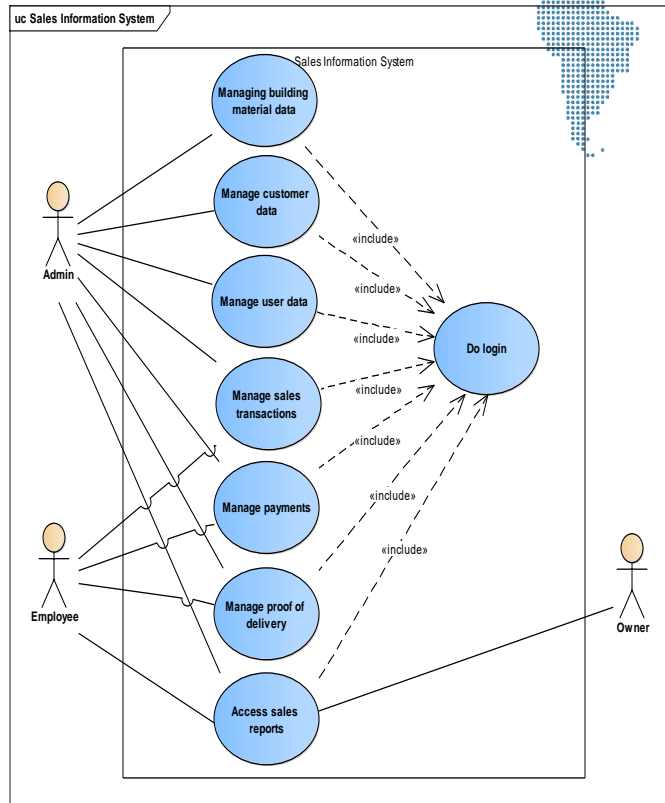 uc Sales Information System
Sales Information System
Managing building
material data
Manage customer
data
«include»
Admin
«include»
Manage user data
«include»
Do login
Manage sales
transactions
«include»
«include»
Manage payments
«include»
«include»
Employee
Manage proof of
delivery
Owner
Access sales
reports